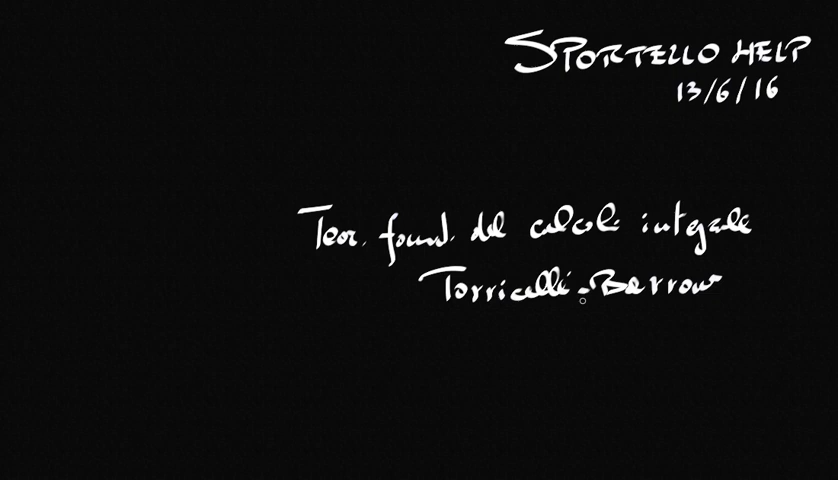 SPORTELLO HELP
13/6/16
Teor. fond. del calcolo integrale
Torricelli-Barrow